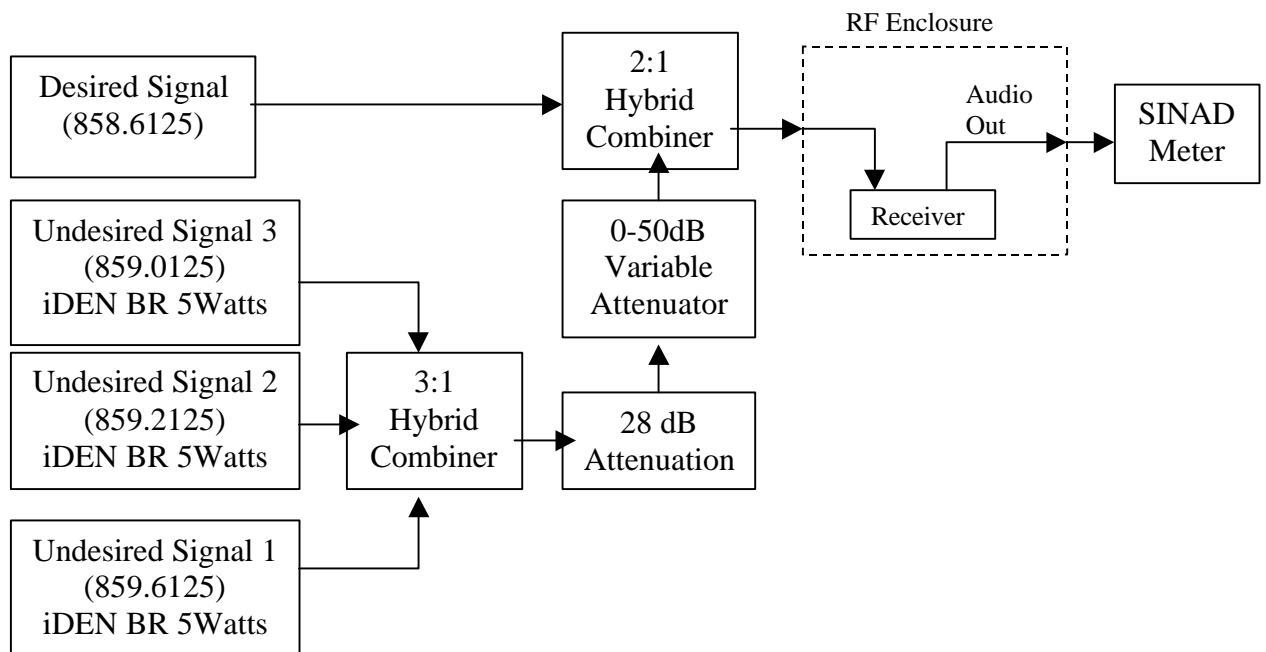 RF Enclosure
Desired Signal
(858.6125)
2:1
Hybrid
Combiner
Audio
Out
SINAD
Meter
Receiver
Undesired Signal 3
(859.0125)
iDEN BR 5Watts
0-50dB
Variable
Attenuator
Undesired Signal 2
(859.2125)
iDEN BR 5Watts
3:1
Hybrid
Combiner
28 dB
Attenuation
Undesired Signal 1
(859.6125)
iDEN BR 5Watts